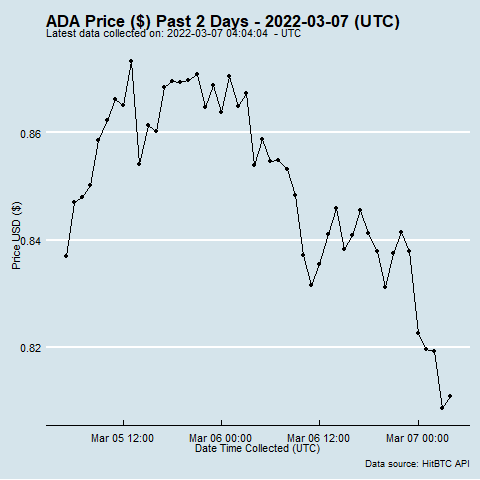 ADA Price ($) Past 2 Days - 2022-03-07 (UTC)
Latest data collected on: 2022-03-07 04:04:04 - UTC
0.86
0.84
0.82
Price USD ($)
Mar 05 12:00
Mar 06 00:00
Mar 06 12:00
Mar 07 00:00
Date Time Collected (UTC)
Data source: HitBTC API